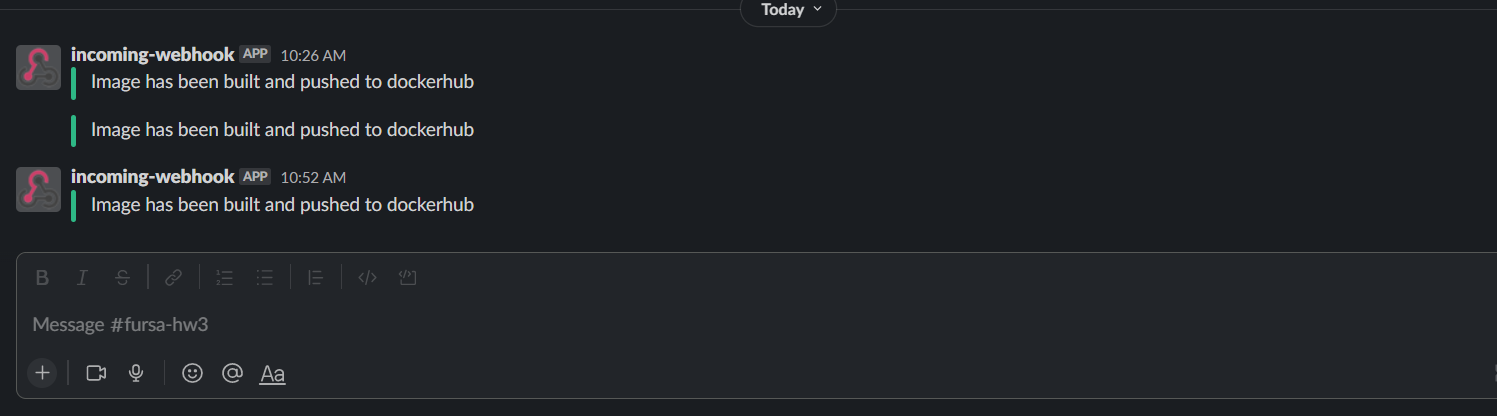 Today
incoming-webhook APP 10:26 AM
Image has been built and pushed to dockerhub
Image has been built and pushed to dockerhub
incoming-webhook APP 10:52 AM
Image has been built and pushed to dockerhub
B I S
Message #fursa-hw3
Aa